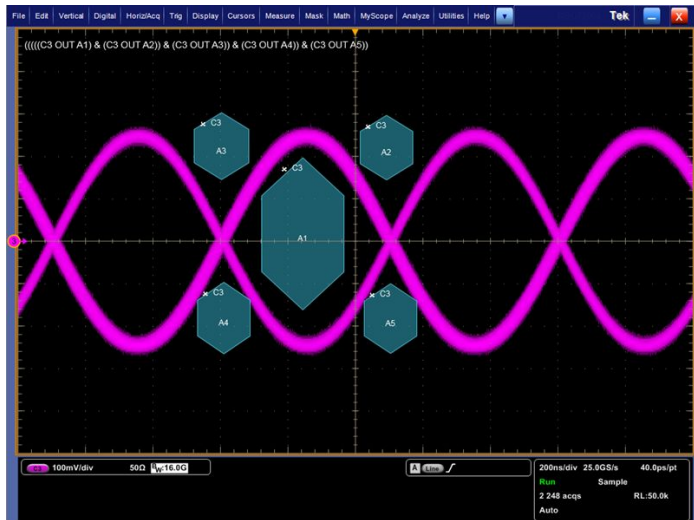 File Edit Vertical Digital Horiz/Acq Trig Display Cursors Measure Mask Math MyScope Analyze Utilities Help Tek X
(((((C3 OUT A1) & (C3 OUT A2)) & (C3 OUT A3)) & (C3 OUT A4)) & (C3 OUT A5))
C3 C3
A3 A2
C3
A1
C3 C3
A4 A5
C3 100mV/div 50Ω BW:16.0G A Line 200ns/div 25.0GS/s 40.0ps/pt
Run Sample
2 248 acqs RL:50.0k
Auto